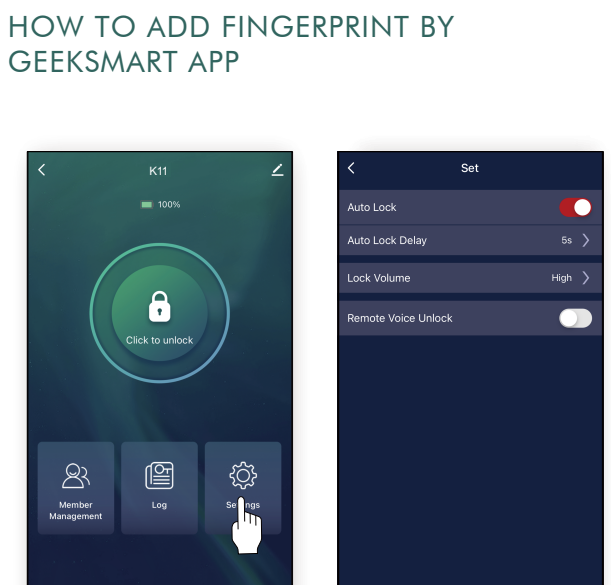 HOW TO ADD FINGERPRINT BY
GEEKSMART APP
K11
100%
Click to unlock
Member
Management
Log
Settings
Set
Auto Lock
Auto Lock Delay 5s
Lock Volume High
Remote Voice Unlock